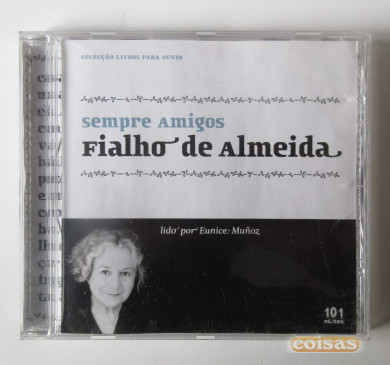 COLECÇÃO LIVROS PARA OUVIR
sempre Amigos
Fialho de Almeida
lido por Eunice Muñoz
101
coisas